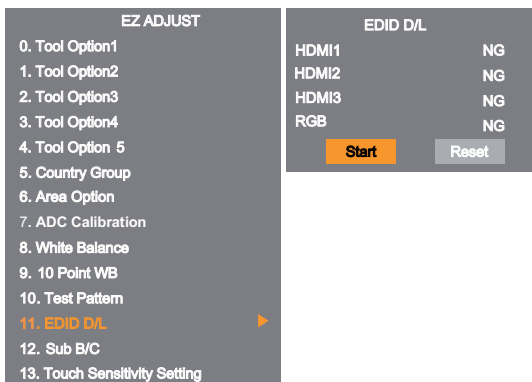 EZ ADJUST
0. Tool Option1
1. Tool Option2
2. Tool Option3
3. Tool Option4
4. Tool Option 5
5. Country Group
6. Area Option
7. ADC Calibration
8. White Balance
9. 10 Point WB
10. Test Pattern
11. EDID D/L
12. Sub B/C
13. Touch Sensitivity Setting
EDID D/L
HDMI1 NG
HDMI2 NG
HDMI3 NG
RGB NG
Start Reset